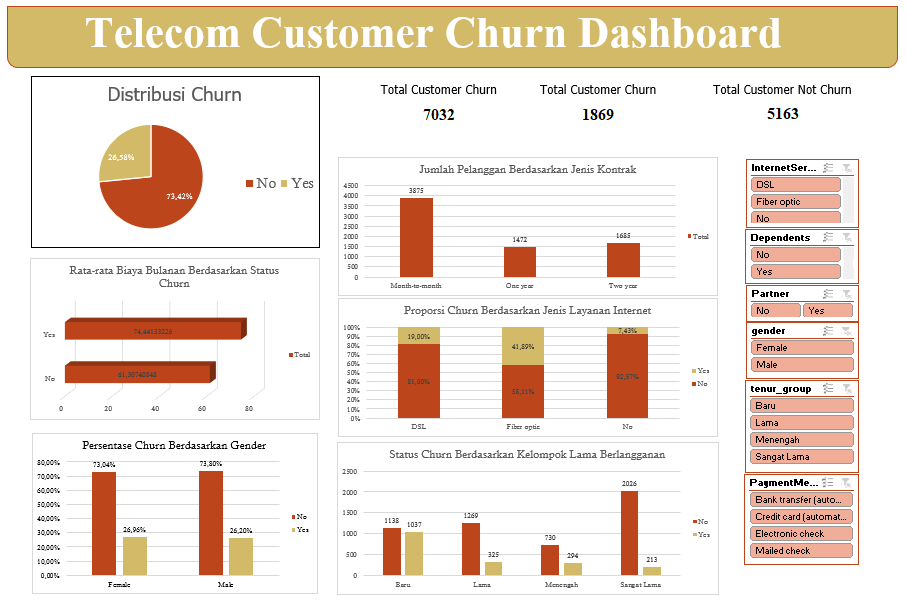 Telecom Customer Churn Dashboard
Distribusi Churn
26,58%
73,42%
No Yes
Total Customer Churn
7032
Total Customer Churn
1869
Total Customer Not Churn
5163
Jumlah Pelanggan Berdasarkan Jenis Kontrak
4500
4000
3500
3000
2500
2000
1500
1000
500
0
3875
1472
1685
Month-to-month
One year
Two year
Total
Rata-rata Biaya Bulanan Berdasarkan Status
Churn
Yes
74,44133226
No
61,30740848
0 20 40 60 80
Total
Proporsi Churn Berdasarkan Jenis Layanan Internet
100%
90%
80%
70%
60%
50%
40%
30%
20%
10%
0%
19,00%
81,00%
41,89%
58,11%
7,43%
92,57%
DSL
Fiber optic
No
Yes
No
Persentase Churn Berdasarkan Gender
80,00%
70,00%
60,00%
50,00%
40,00%
30,00%
20,00%
10,00%
0,00%
73,04%
26,96%
73,80%
26,20%
Female
Male
No
Yes
Status Churn Berdasarkan Kelompok Lama Berlangganan
2500
2000
1500
1000
500
0
1138
1037
1269
325
730
294
2026
213
Baru
Lama
Menengah
Sangat Lama
No
Yes
InternetSer...
DSL
Fiber optic
No
Dependents
No
Yes
Partner
No
Yes
gender
Female
Male
tenur_group
Baru
Lama
Menengah
Sangat Lama
PaymentMe...
Bank transfer (auto...
Credit card (automat...
Electronic check
Mailed check